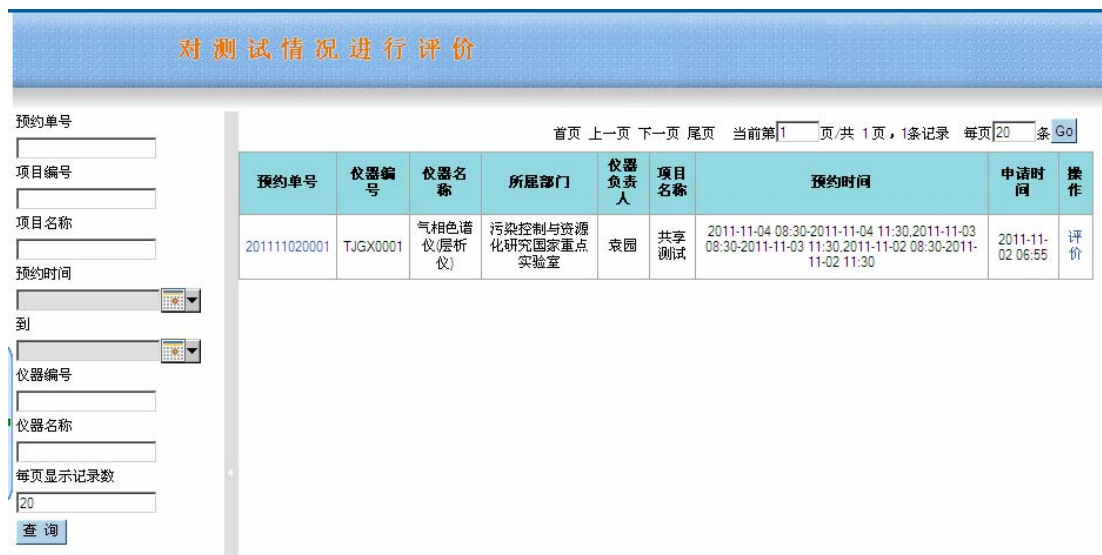 对测试情况进行评价
预约单号
项目编号
项目名称
预约时间
到
仪器编号
仪器名称
每页显示记录数
20
查 询
首页 上一页 下一页 尾页 当前第 1 页/共 1 页，1条记录 每页 20 条 Go
预约单号 仪器编号 仪器名称 所属部门 仪器负责人 项目名称 预约时间 申请时间 操作
201111020001 TJGX0001 气相色谱仪(层析仪) 污染控制与资源化研究国家重点实验室 袁园 共享测试 2011-11-04 08:30-2011-11-04 11:30,2011-11-03 08:30-2011-11-03 11:30,2011-11-02 08:30-2011-11-02 11:30 2011-11-02 06:55 评价